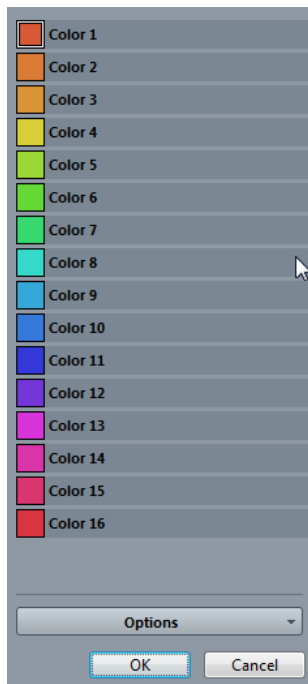 Color 1
Color 2
Color 3
Color 4
Color 5
Color 6
Color 7
Color 8
Color 9
Color 10
Color 11
Color 12
Color 13
Color 14
Color 15
Color 16
Options
OK Cancel